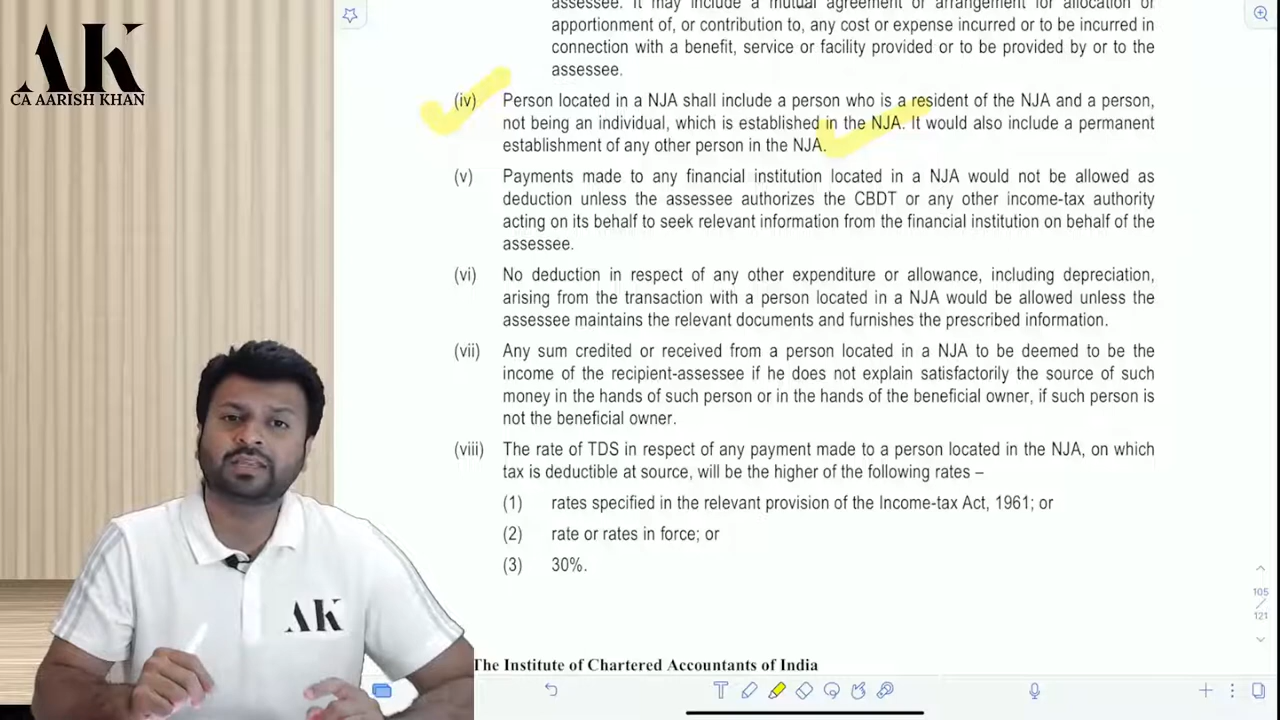 AK
CA AARISH KHAN
assessee. It may include a mutual agreement or arrangement for allocation or
apportionment of, or contribution to, any cost or expense incurred or to be incurred in
connection with a benefit, service or facility provided or to be provided by or to the
assessee.
(iv) Person located in a NJA shall include a person who is a resident of the NJA and a person,
not being an individual, which is established in the NJA. It would also include a permanent
establishment of any other person in the NJA.
(v) Payments made to any financial institution located in a NJA would not be allowed as
deduction unless the assessee authorizes the CBDT or any other income-tax authority
acting on its behalf to seek relevant information from the financial institution on behalf of the
assessee.
(vi) No deduction in respect of any other expenditure or allowance, including depreciation,
arising from the transaction with a person located in a NJA would be allowed unless the
assessee maintains the relevant documents and furnishes the prescribed information.
(vii) Any sum credited or received from a person located in a NJA to be deemed to be the
income of the recipient-assessee if he does not explain satisfactorily the source of such
money in the hands of such person or in the hands of the beneficial owner, if such person is
not the beneficial owner.
(viii) The rate of TDS in respect of any payment made to a person located in the NJA, on which
tax is deductible at source, will be the higher of the following rates –
(1) rates specified in the relevant provision of the Income-tax Act, 1961; or
(2) rate or rates in force; or
(3) 30%.
105
/
121
AK
The Institute of Chartered Accountants of India
T